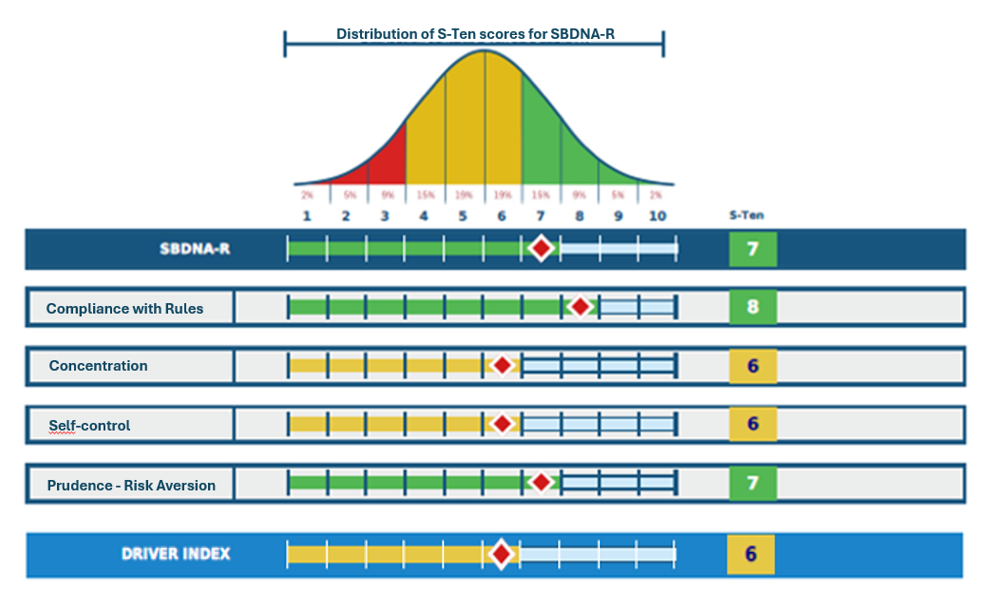 Distribution of S-Ten scores for SBDNA-R
2% 5% 9% 15% 19% 19% 15% 9% 5% 2%
1 2 3 4 5 6 7 8 9 10 S-Ten
SBDNA-R 7
Compliance with Rules 8
Concentration 6
Self-control 6
Prudence - Risk Aversion 7
DRIVER INDEX 6